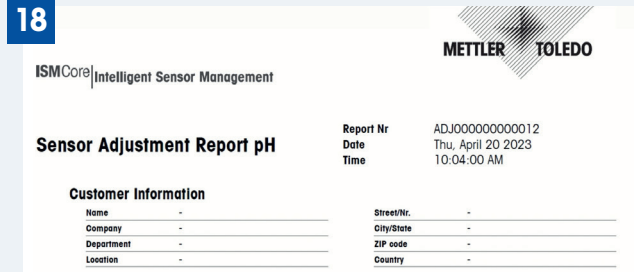 18
METTLER TOLEDO
ISMCore|Intelligent Sensor Management
Sensor Adjustment Report pH
Report Nr ADJ000000000012
Date Thu, April 20 2023
Time 10:04:00 AM
Customer Information
Name - Street/Nr. -
Company - City/State -
Department - ZIP code -
Location - Country -